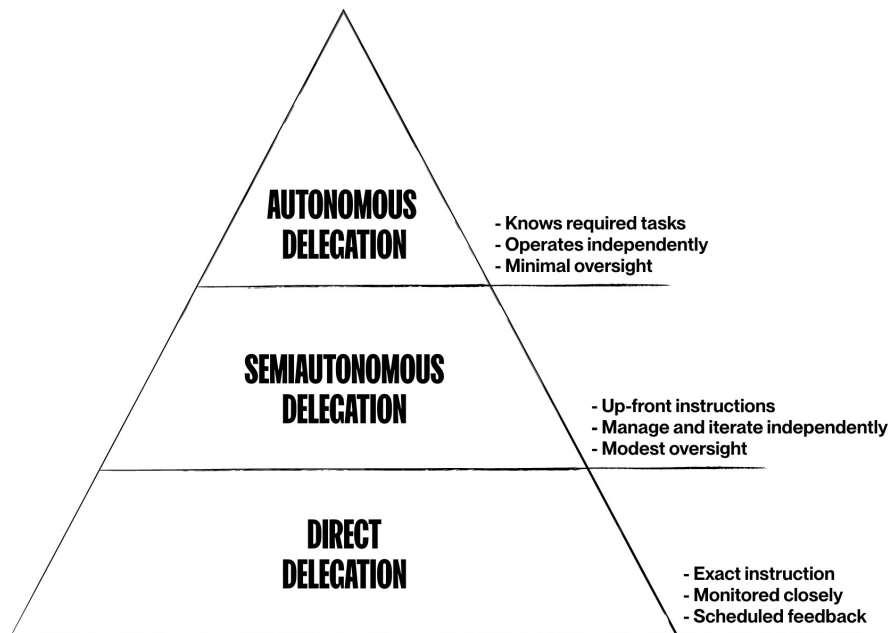 AUTONOMOUS
DELEGATION
- Knows required tasks
- Operates independently
- Minimal oversight
SEMIAUTONOMOUS
DELEGATION
- Up-front instructions
- Manage and iterate independently
- Modest oversight
DIRECT
DELEGATION
- Exact instruction
- Monitored closely
- Scheduled feedback